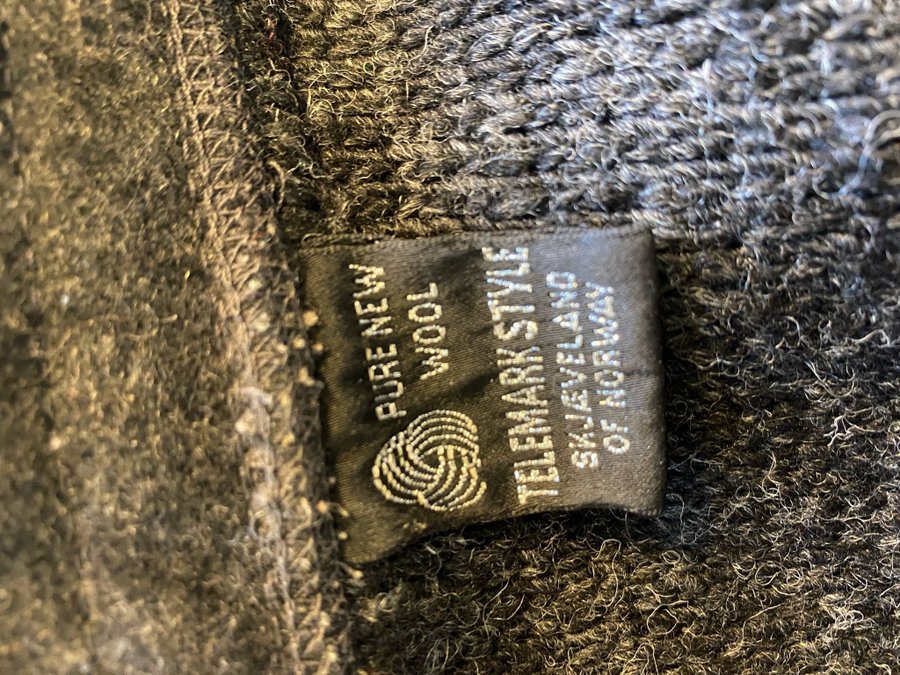 PURE NEW
WOOL
TELEMARK STYLE
SKJÆVELAND
OF NORWAY